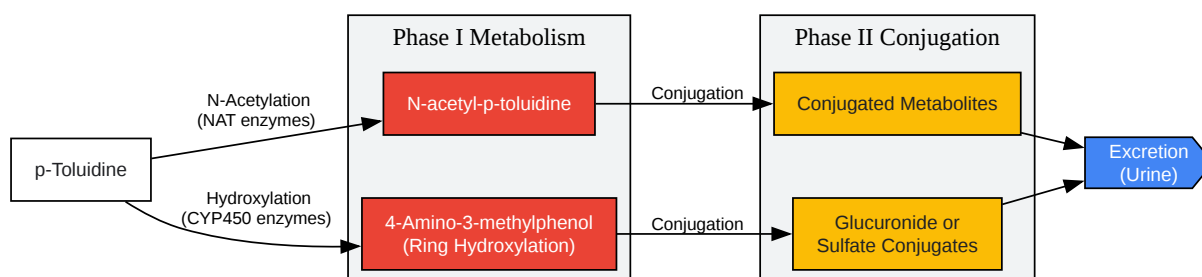 Phase I Metabolism
Phase II Conjugation
N-Acetylation
(NAT enzymes)
N-acetyl-p-toluidine
Conjugation
Conjugated Metabolites
p-Toluidine
Excretion
(Urine)
Hydroxylation
(CYP450 enzymes)
4-Amino-3-methylphenol
(Ring Hydroxylation)
Conjugation
Glucuronide or
Sulfate Conjugates